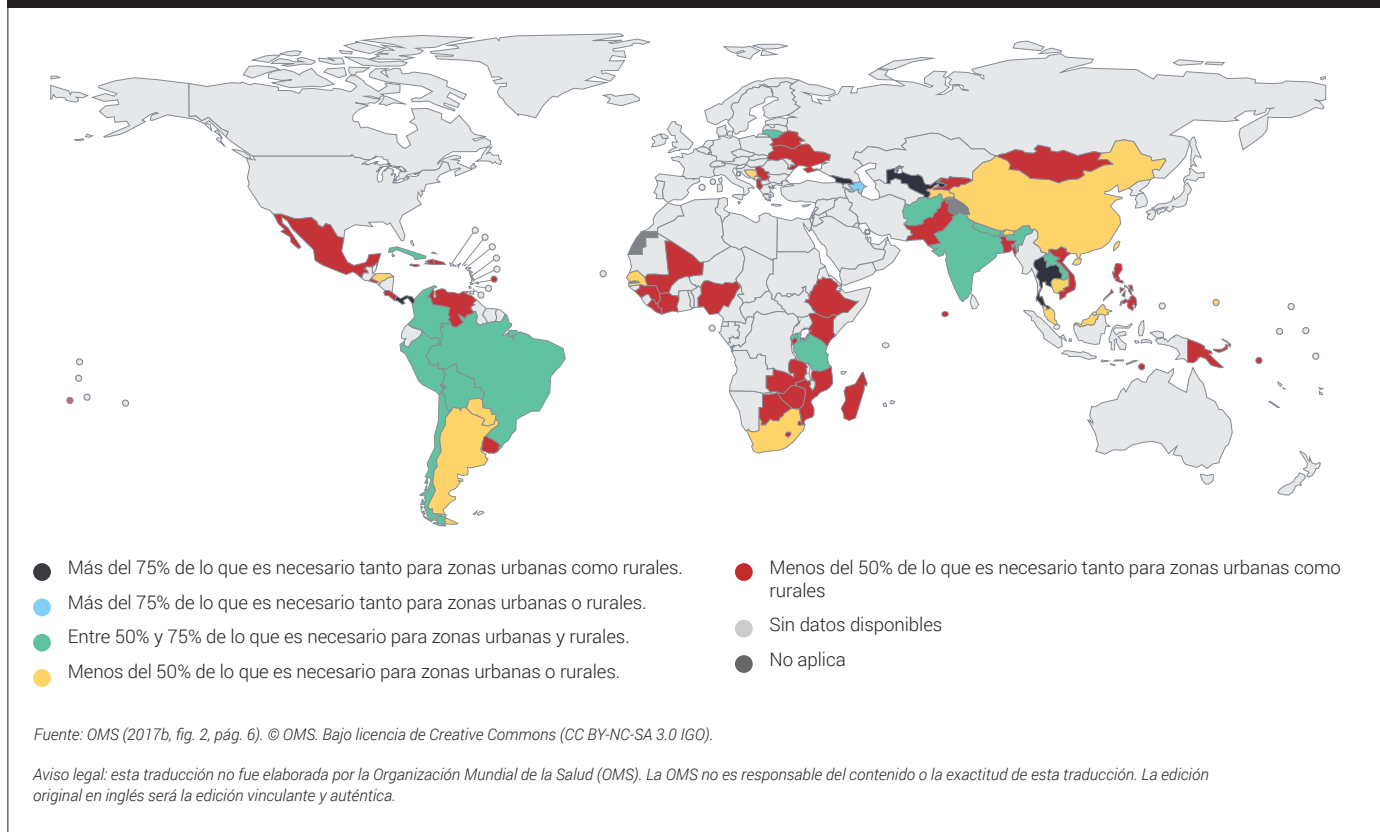 Más del 75% de lo que es necesario tanto para zonas urbanas como rurales.
Más del 75% de lo que es necesario tanto para zonas urbanas o rurales.
Entre 50% y 75% de lo que es necesario para zonas urbanas y rurales.
Menos del 50% de lo que es necesario para zonas urbanas o rurales.
Menos del 50% de lo que es necesario tanto para zonas urbanas como
rurales
Sin datos disponibles
No aplica
Fuente: OMS (2017b, fig. 2, pág. 6). © OMS. Bajo licencia de Creative Commons (CC BY-NC-SA 3.0 IGO).
Aviso legal: esta traducción no fue elaborada por la Organización Mundial de la Salud (OMS). La OMS no es responsable del contenido o la exactitud de esta traducción. La edición
original en inglés será la edición vinculante y auténtica.